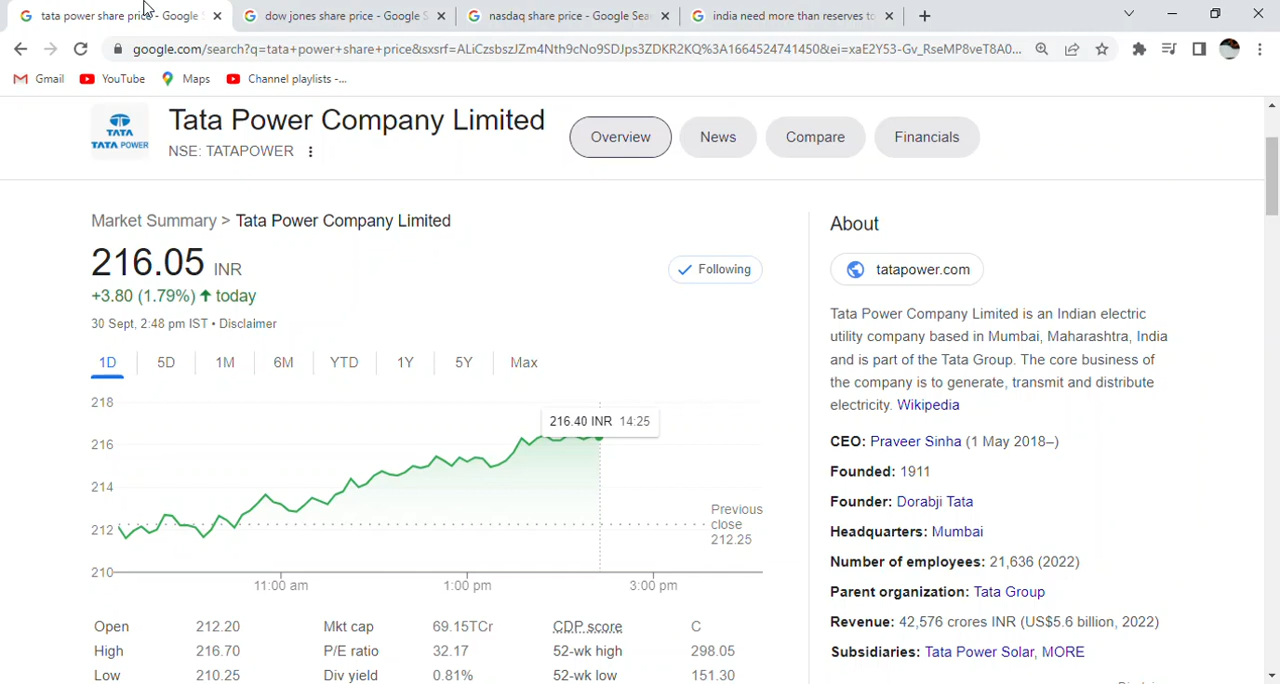 tata power share price - Google S
dow jones share price - Google S
nasdaq share price - Google Sea
india need more than reserves to
google.com/search?q=tata+power+share+price&sxsrf=ALiCzsbszJZm4Nth9cNo9SDJps3ZDKR2KQ%3A1664524741450&ei=xaE2Y53-Gv_RseMP8veT8A0...
Gmail
YouTube
Maps
Channel playlists -...
TATA
TATA POWER
Tata Power Company Limited
NSE: TATAPOWER
Overview
News
Compare
Financials
Market Summary > Tata Power Company Limited
216.05 INR
Following
+3.80 (1.79%) ↑ today
30 Sept, 2:48 pm IST • Disclaimer
1D
5D
1M
6M
YTD
1Y
5Y
Max
218
216
214
212
210
216.40 INR 14:25
Previous
close
212.25
11:00 am
1:00 pm
3:00 pm
Open 212.20
High 216.70
Low 210.25
Mkt cap 69.15TCr
P/E ratio 32.17
Div yield 0.81%
CDP score C
52-wk high 298.05
52-wk low 151.30
About
tatapower.com
Tata Power Company Limited is an Indian electric
utility company based in Mumbai, Maharashtra, India
and is part of the Tata Group. The core business of
the company is to generate, transmit and distribute
electricity. Wikipedia
CEO: Praveer Sinha (1 May 2018–)
Founded: 1911
Founder: Dorabji Tata
Headquarters: Mumbai
Number of employees: 21,636 (2022)
Parent organization: Tata Group
Revenue: 42,576 crores INR (US$5.6 billion, 2022)
Subsidiaries: Tata Power Solar, MORE